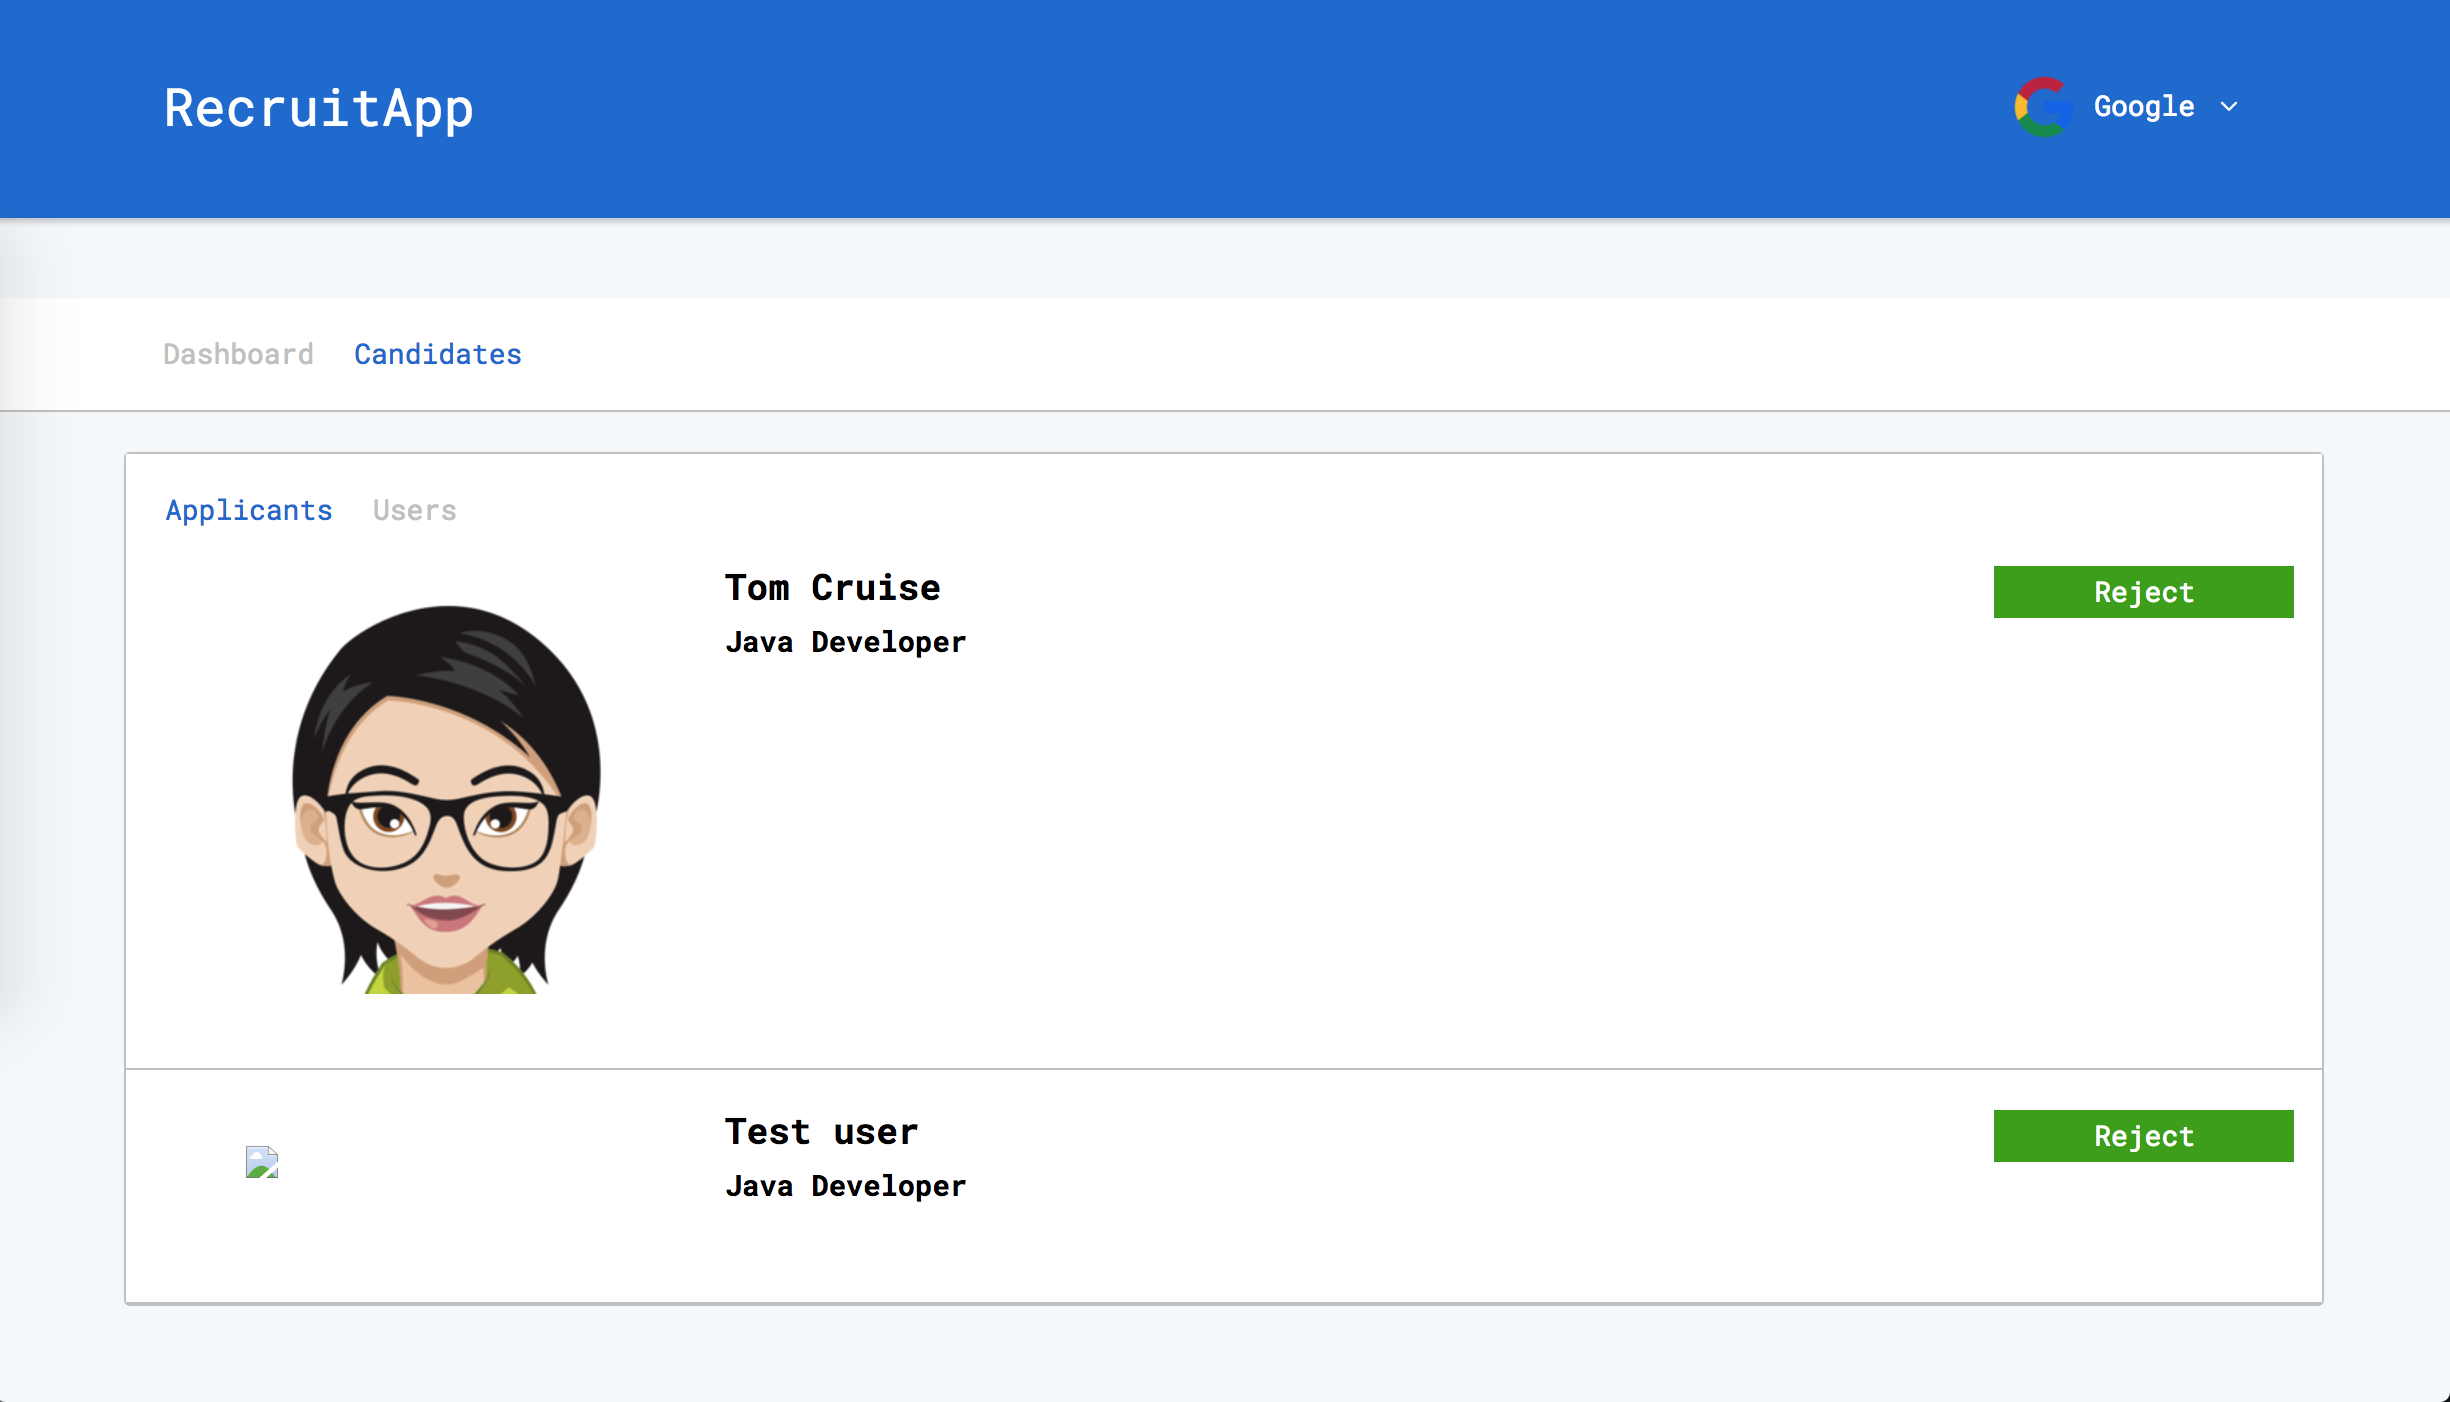 RecruitApp
Google
Dashboard Candidates
Applicants Users
Tom Cruise
Reject
Java Developer
Test user
Reject
Java Developer